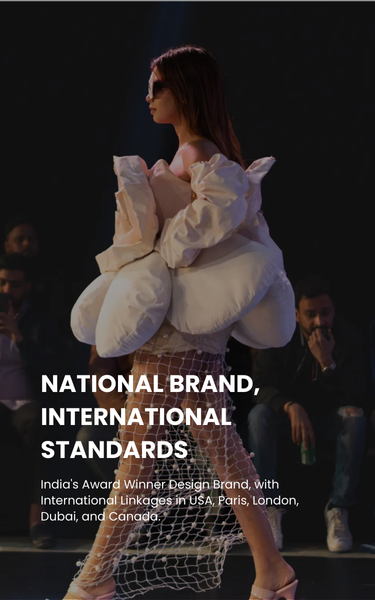 NATIONAL BRAND,
INTERNATIONAL
STANDARDS
India's Award Winner Design Brand, with
International Linkages in USA, Paris, London,
Dubai, and Canada.